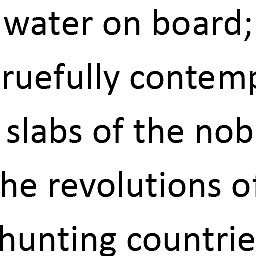 water on board;
ruefully contemp
slabs of the nob
he revolutions of
hunting countrie